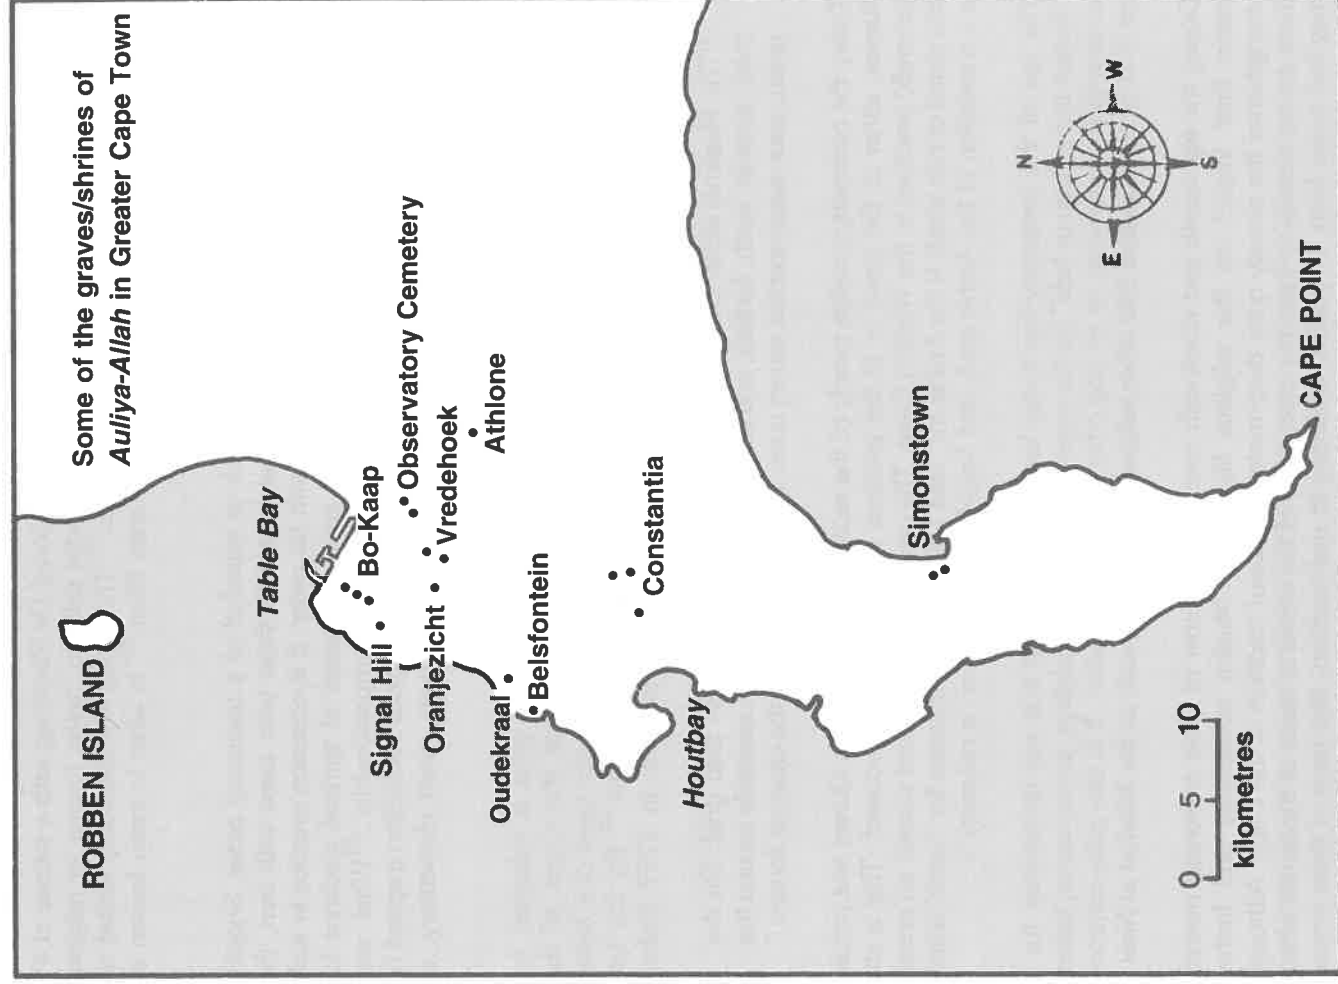 Some of the graves/shrines of
Auliya-Allah in Greater Cape Town
ROBBEN ISLAND
Table Bay
Bo-Kaap
Signal Hill
Observatory Cemetery
Oranjezicht
Vredehoek
Athlone
Oudekraal
Belsfontein
Constantia
Houtbay
Simonstown
CAPE POINT
N
E
W
S
0 5 10
kilometres